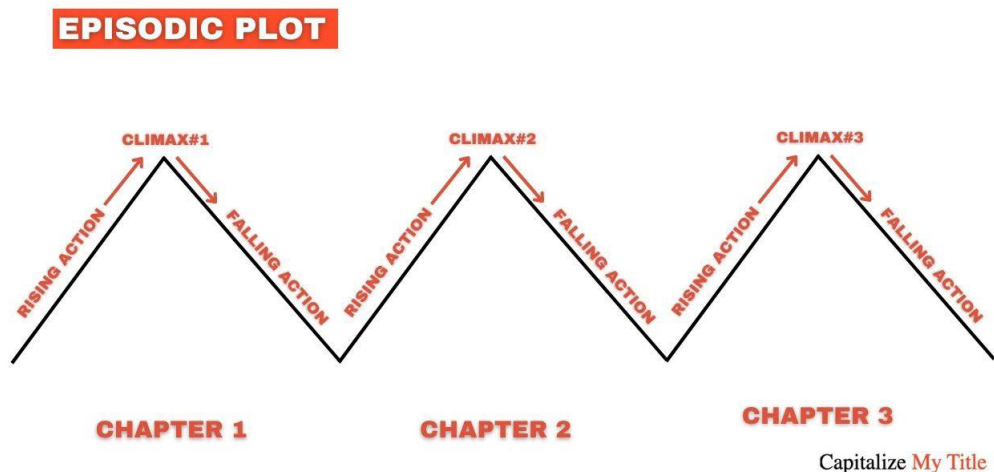 EPISODIC PLOT
CLIMAX#1
CLIMAX#2
CLIMAX#3
RISING ACTION
FALLING ACTION
RISING ACTION
FALLING ACTION
RISING ACTION
FALLING ACTION
CHAPTER 1
CHAPTER 2
CHAPTER 3
Capitalize My Title